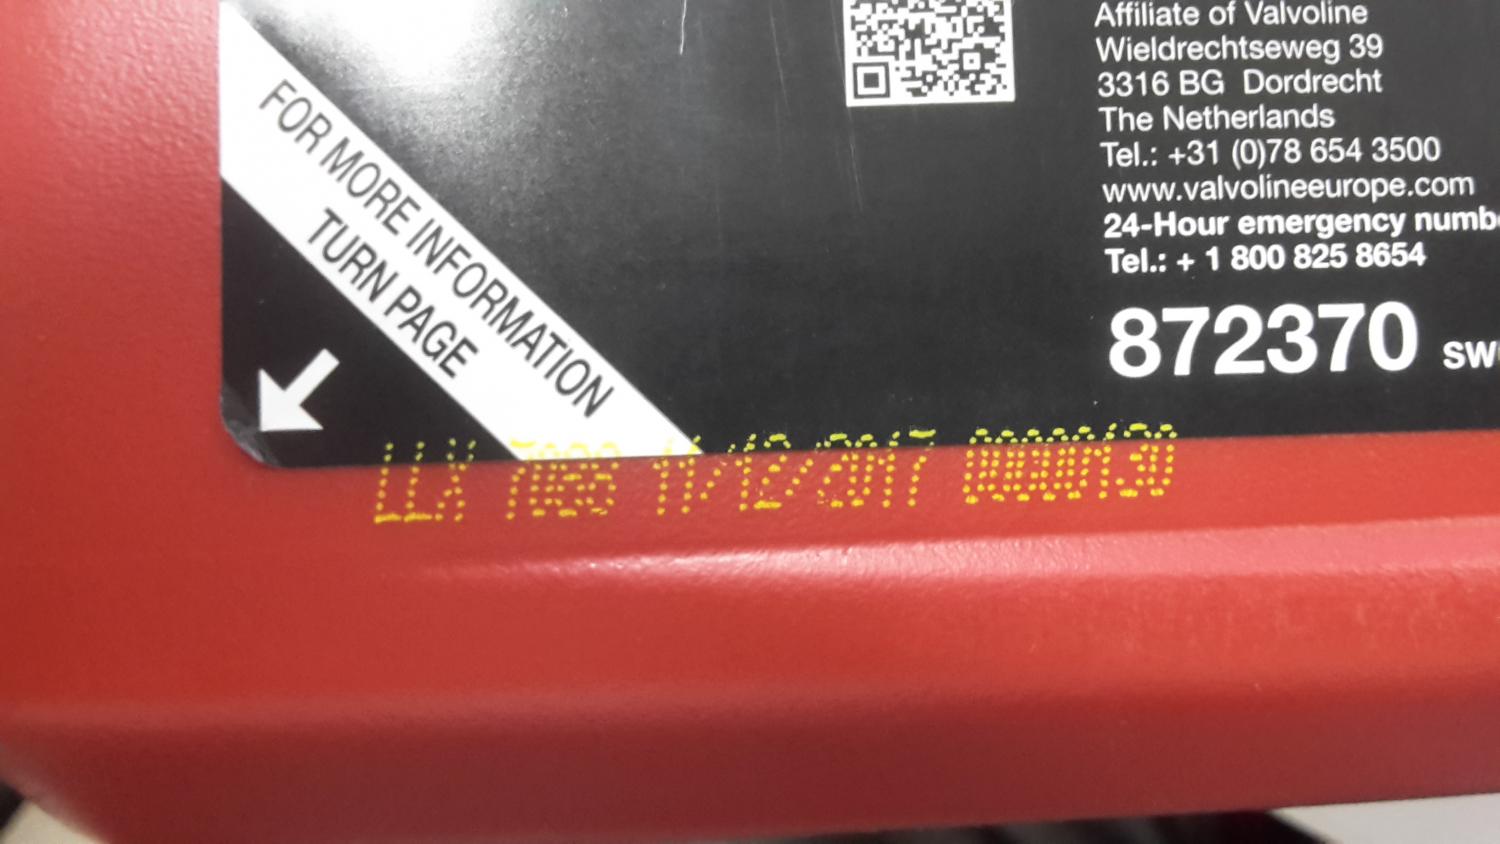 FOR MORE INFORMATION
TURN PAGE
Affiliate of Valvoline
Wieldrechtseweg 39
3316 BG Dordrecht
The Netherlands
Tel.: +31 (0)78 654 3500
www.valvolineeurope.com
24-Hour emergency
Tel.: + 1 800 825 8654
872370
LLX 11/12/2017 00000130